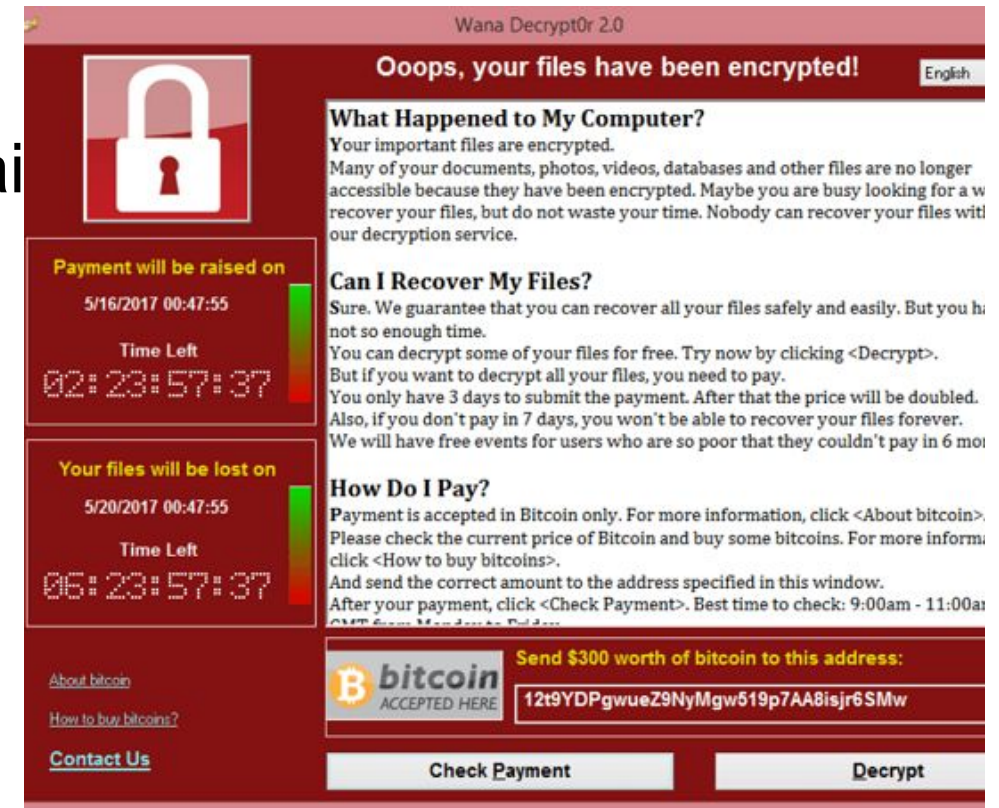 Wana Decrypt0r 2.0
ai
Ooops, your files have been encrypted!
English
What Happened to My Computer?
Your important files are encrypted.
Many of your documents, photos, videos, databases and other files are no longer
accessible because they have been encrypted. Maybe you are busy looking for a w
recover your files, but do not waste your time. Nobody can recover your files with
our decryption service.
Can I Recover My Files?
Sure. We guarantee that you can recover all your files safely and easily. But you ha
not so enough time.
You can decrypt some of your files for free. Try now by clicking <Decrypt>.
But if you want to decrypt all your files, you need to pay.
You only have 3 days to submit the payment. After that the price will be doubled.
Also, if you don't pay in 7 days, you won't be able to recover your files forever.
We will have free events for users who are so poor that they couldn't pay in 6 mon
How Do I Pay?
Payment is accepted in Bitcoin only. For more information, click <About bitcoin>.
Please check the current price of Bitcoin and buy some bitcoins. For more informa
click <How to buy bitcoins>.
And send the correct amount to the address specified in this window.
After your payment, click <Check Payment>. Best time to check: 9:00am - 11:00am
GMT from Monday to Friday.
Payment will be raised on
5/16/2017 00:47:55
Time Left
02:23:57:37
Your files will be lost on
5/20/2017 00:47:55
Time Left
06:23:57:37
About bitcoin
How to buy bitcoins?
Contact Us
bitcoin
ACCEPTED HERE
Send $300 worth of bitcoin to this address:
12t9YDPgwueZ9NyMgw519p7AA8isjr6SMw
Check Payment
Decrypt